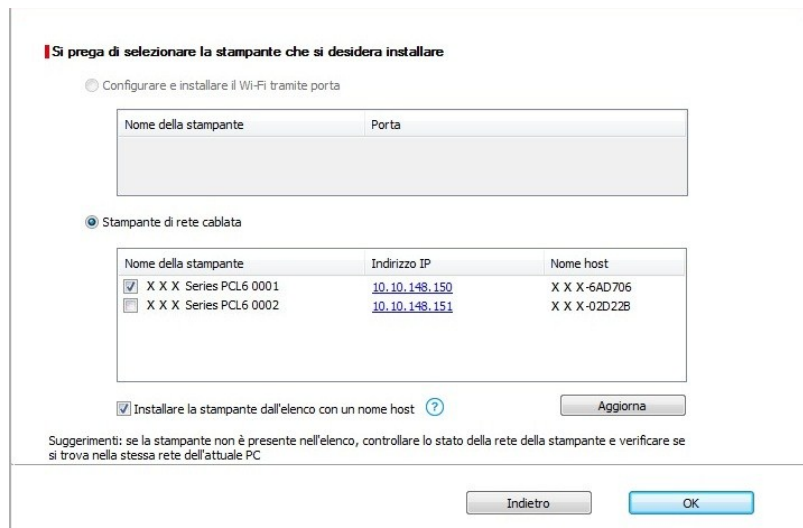 Si prega di selezionare la stampante che si desidera installare
Configurare e installare il Wi-Fi tramite porta
Nome della stampante Porta
Stampante di rete cablata
Nome della stampante Indirizzo IP Nome host
X X X Series PCL6 0001 10.10.148.150 X X X-6AD706
X X X Series PCL6 0002 10.10.148.151 X X X-02D22B
Installare la stampante dall'elenco con un nome host ? Aggiorna
Suggerimenti: se la stampante non è presente nell'elenco, controllare lo stato della rete della stampante e verificare se
si trova nella stessa rete dell'attuale PC
Indietro OK